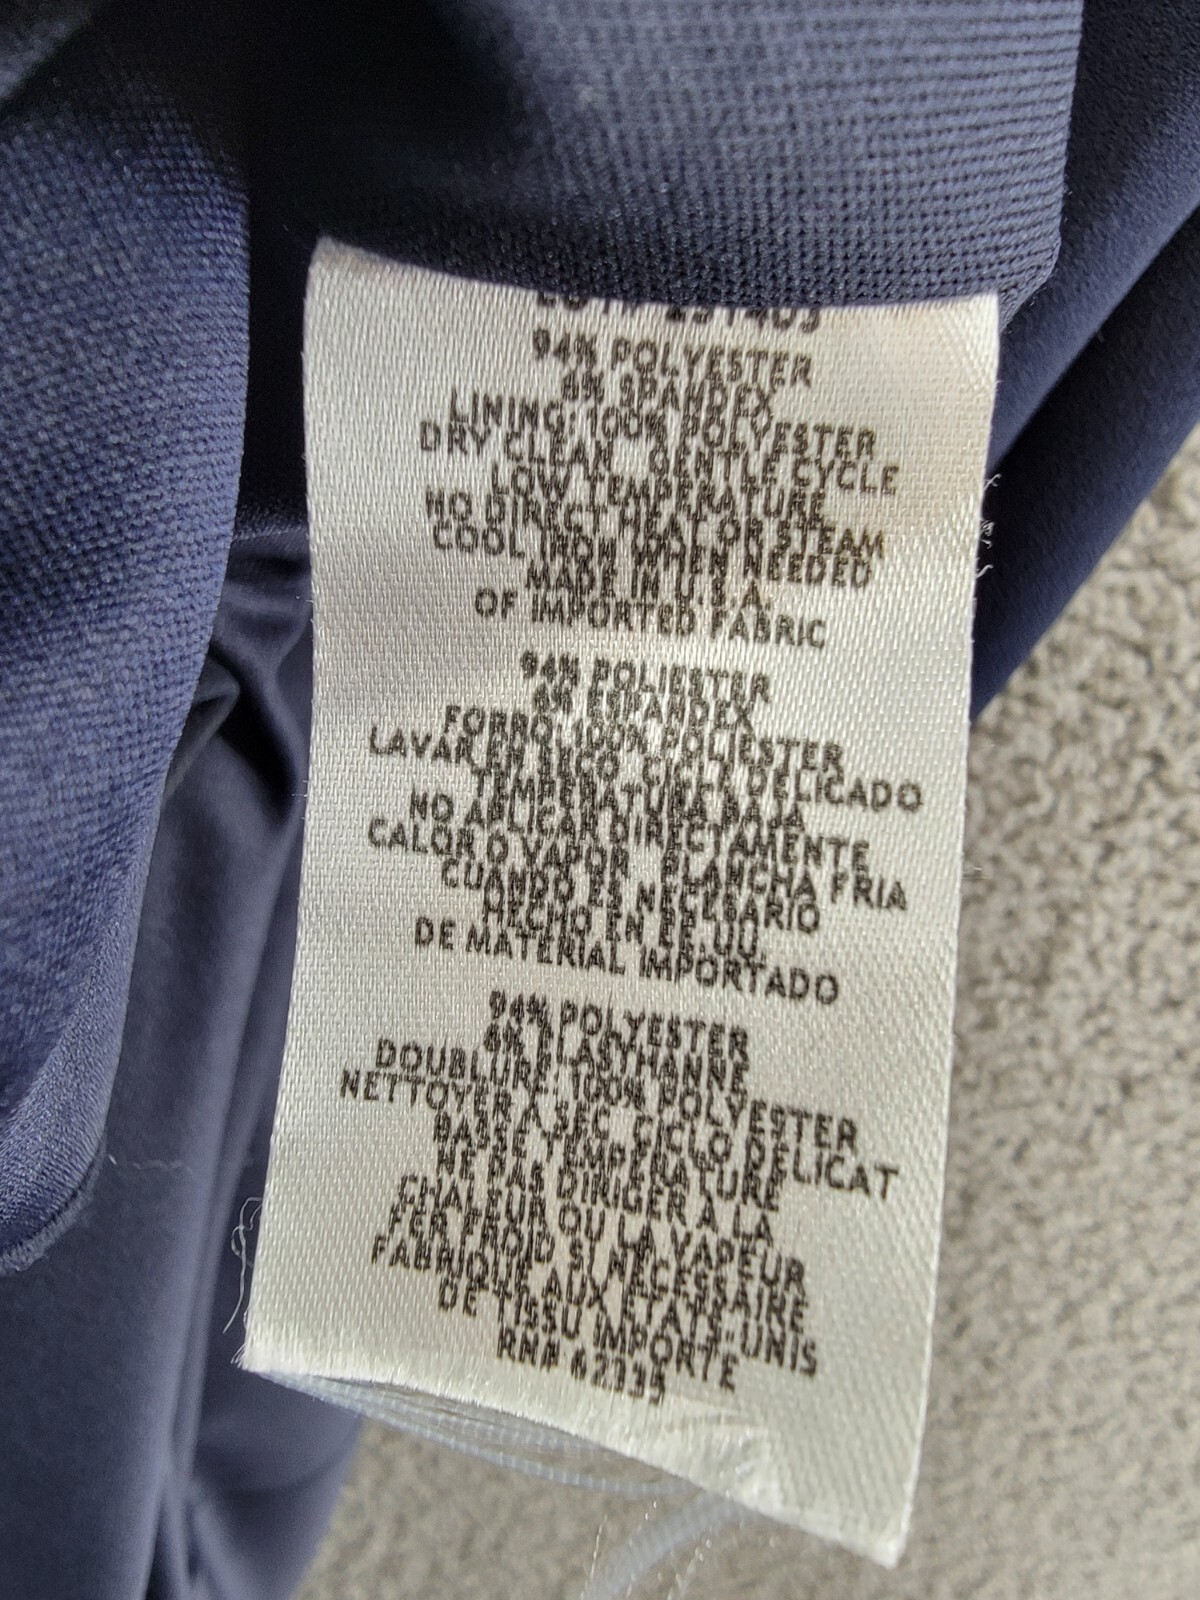 94% POLYESTER
6% SPANDEX
LINING: 100% POLYESTER
DRY CLEAN GENTLE CYCLE
LOW TEMPERATURE
NO DIRECT HEAT OR STEAM
COOL IRON WHEN NEEDED
MADE IN U.S.A.
OF IMPORTED FABRIC
94% POLIESTER
6% ESPANDEX
FORRO: 100% POLIESTER
LAVAR EN SECO CICLE DELICADO
TEMPERATURA BAJA
NO APLICAR DIRECTAMENTE
CALOR O VAPOR PLANCHA FRIA
CUANDO ES NECESARIO
HECHO EN EE.UU.
DE MATERIAL IMPORTADO
94% POLYESTER
6% ELASTHANNE
DOUBLURE: 100% POLYESTER
NETTOYER A SEC CICLO DELICAT
BASSE TEMPERATURE
NE PAS DIRIGER A LA
CHALEUR OU LA VAPEUR
FER FROID SI NECESSAIRE
FABRIQUE AUX ETATS-UNIS
DE TISSU IMPORTE
RN# 62335